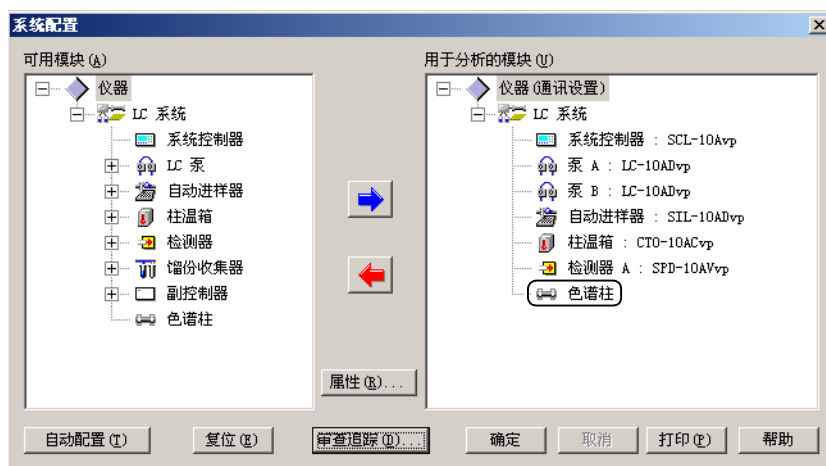 系统配置
可用模块(A)
仪器
LC 系统
系统控制器
LC 泵
自动进样器
柱温箱
检测器
馏份收集器
副控制器
色谱柱
用于分析的模块(U)
仪器(通讯设置)
LC 系统
系统控制器 : SCL-10Avp
泵 A : LC-10ADvp
泵 B : LC-10ADvp
自动进样器 : SIL-10ADvp
柱温箱 : CTO-10ACvp
检测器 A : SPD-10AVvp
色谱柱
属性(R)...
自动配置(T) 复位(E) 审查追踪(D)... 确定 取消 打印(P) 帮助